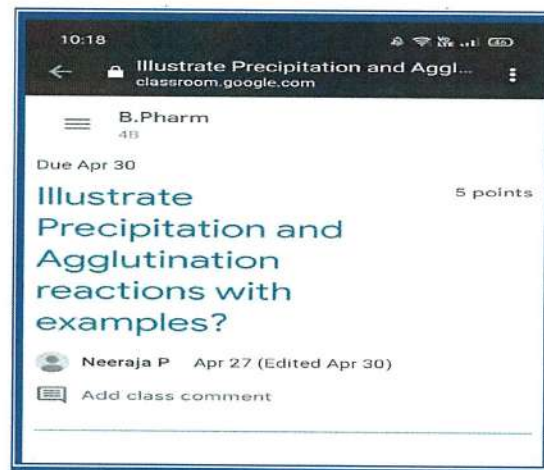 10:18
Illustrate Precipitation and Aggl...
classroom.google.com
B.Pharm
4B
Due Apr 30
Illustrate
5 points
Precipitation and
Agglutination
reactions with
examples?
Neeraja P Apr 27 (Edited Apr 30)
Add class comment